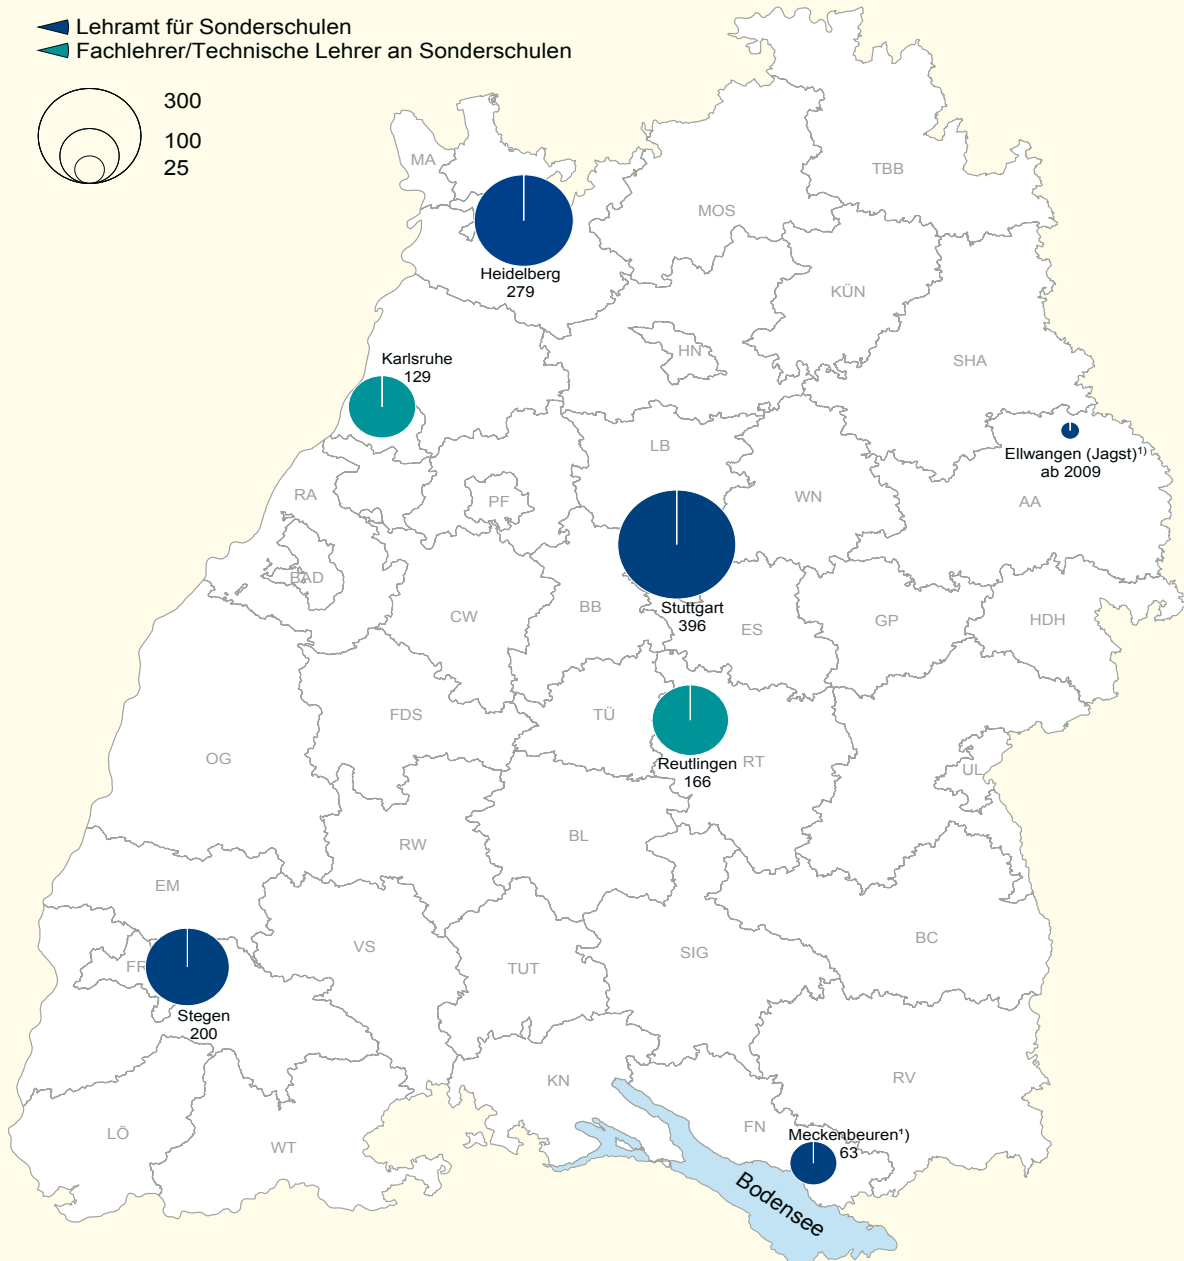 Lehramt für Sonderschulen
Fachlehrer/Technische Lehrer an Sonderschulen
300
100
25
MA
TBB
MOS
Heidelberg
279
KÜN
HN
Karlsruhe
129
SHA
LB
Ellwangen (Jagst)¹⁾
ab 2009
RA
PF
WN
AA
BAD
BB
Stuttgart
396
CW
ES
GP
HDH
FDS
TÜ
Reutlingen
166
RT
OG
UL
RW
BL
EM
VS
TUT
SIG
BC
FR
Stegen
200
KN
RV
LÖ
WT
FN
Meckenbeuren¹)
63
Bodensee